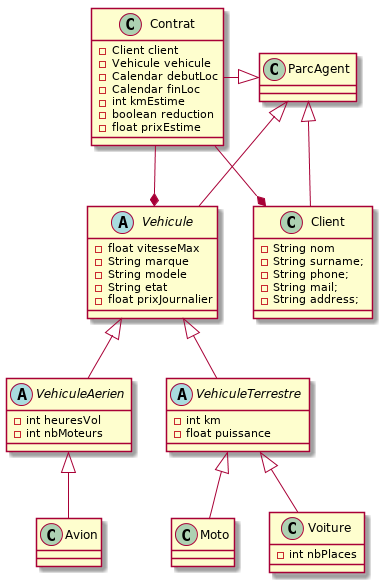 C Contrat
Client client
Vehicule vehicule
Calendar debutLoc
Calendar finLoc
int kmEstime
boolean reduction
float prixEstime
C ParcAgent
A Vehicule
float vitesseMax
String marque
String modele
String etat
float prixJournalier
C Client
String nom
String surname;
String phone;
String mail;
String address;
A VehiculeAerien
int heuresVol
int nbMoteurs
A VehiculeTerrestre
int km
float puissance
C Avion
C Moto
C Voiture
int nbPlaces